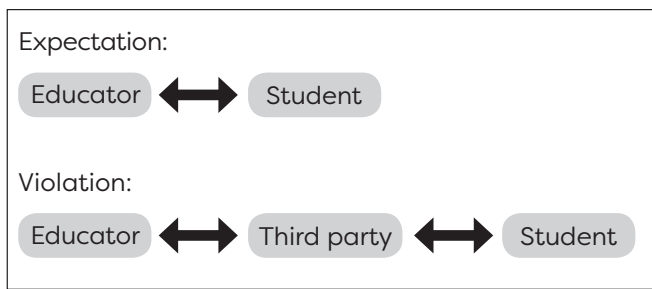 Expectation:
Educator Student
Violation:
Educator Third party Student